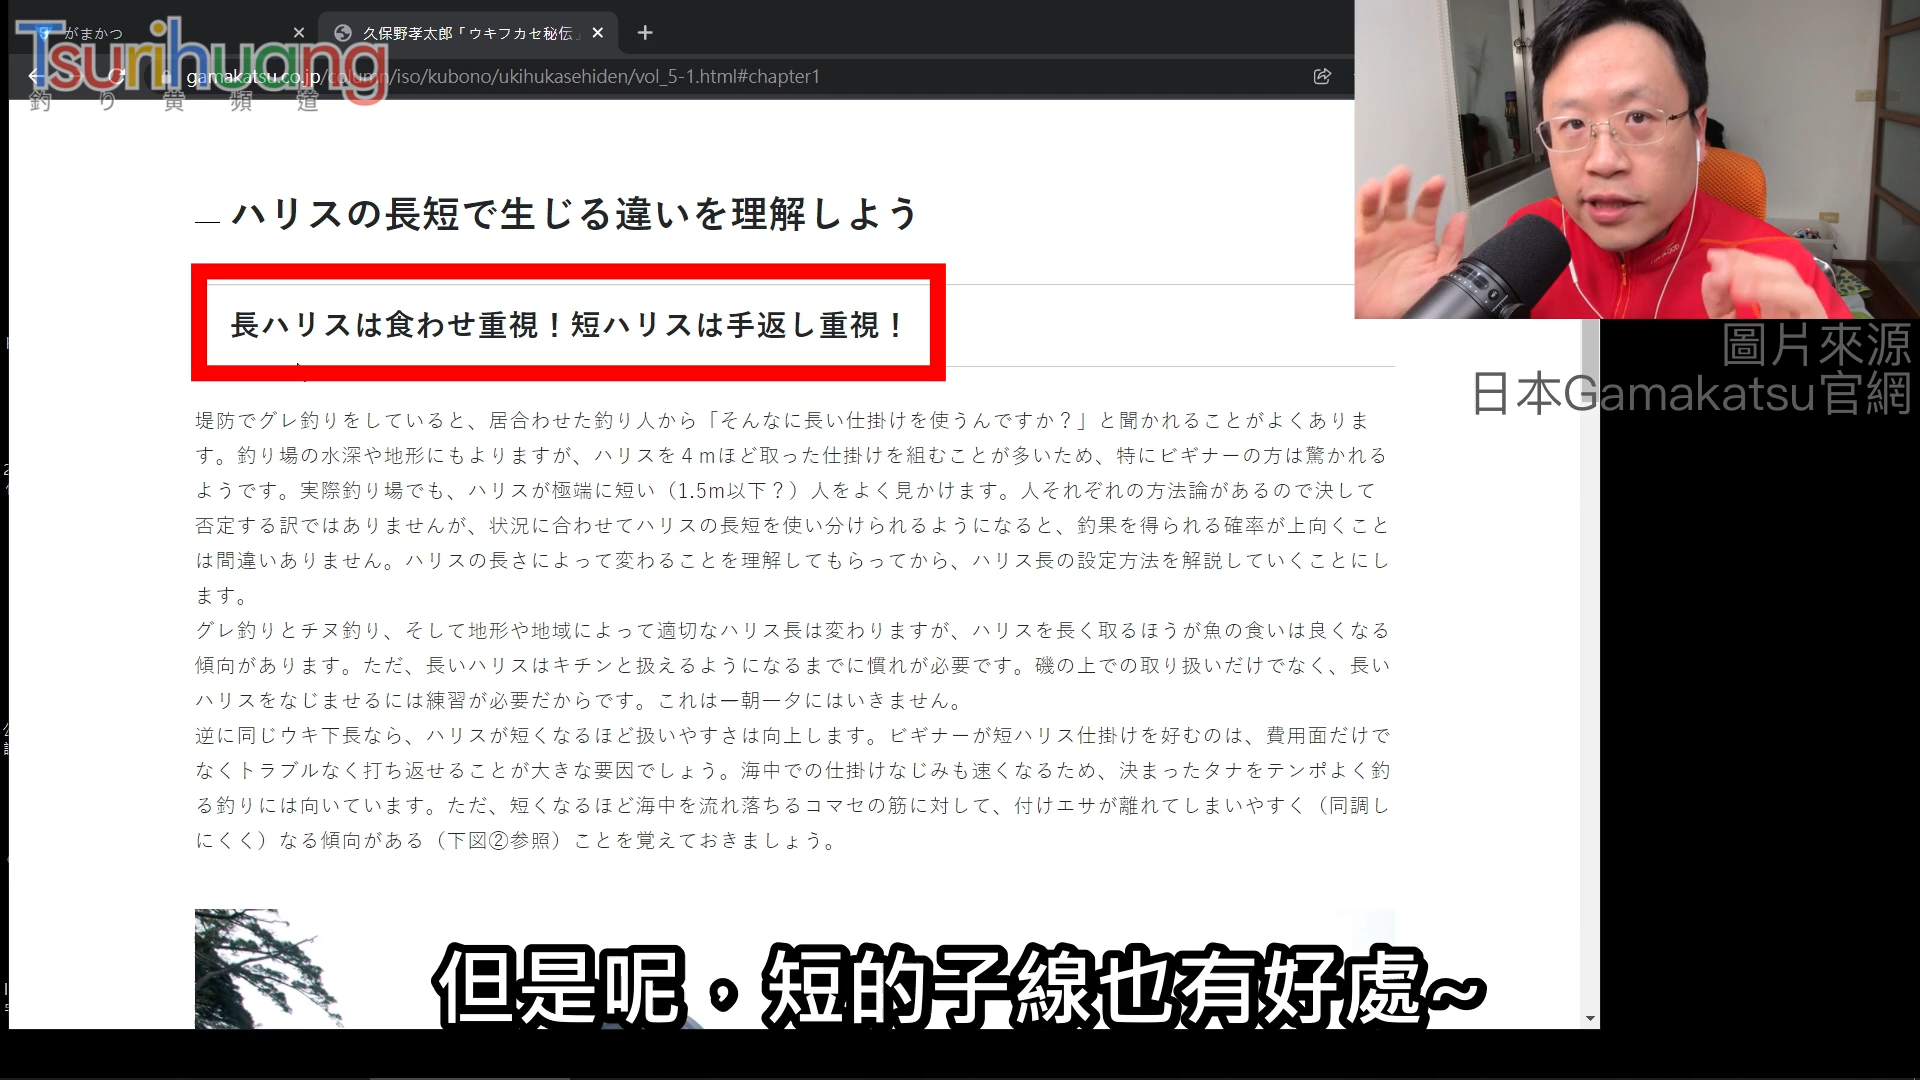 がまかつ
久保野孝太郎「ウキフカセ秘伝」
Tsurihuang
釣り黄頻道
gamakatsu.co.jp/column/iso/kubono/ukihukasehiden/vol_5-1.html#chapter1
ハリスの長短で生じる違いを理解しよう
長ハリスは食わせ重視！短ハリスは手返し重視！
圖片來源
日本Gamakatsu官網
堤防でグレ釣りをしていると、居合わせた釣り人から「そんなに長い仕掛けを使うんですか？」と聞かれることがよくありま
す。釣り場の水深や地形にもよりますが、ハリスを４mほど取った仕掛けを組むことが多いため、特にビギナーの方は驚かれる
ようです。実際釣り場でも、ハリスが極端に短い（1.5m以下？）人をよく見かけます。人それぞれの方法論があるので決して
否定する訳ではありませんが、状況に合わせてハリスの長短を使い分けられるようになると、釣果を得られる確率が上向くこと
は間違いありません。ハリスの長さによって変わることを理解してもらってから、ハリス長の設定方法を解説していくことにし
ます。
グレ釣りとチヌ釣り、そして地形や地域によって適切なハリス長は変わりますが、ハリスを長く取るほうが魚の食いは良くなる
傾向があります。ただ、長いハリスはキチンと扱えるようになるまでに慣れが必要です。磯の上での取り扱いだけでなく、長い
ハリスをなじませるには練習が必要だからです。これは一朝一夕にはいきません。
逆に同じウキ下長なら、ハリスが短くなるほど扱いやすさは向上します。ビギナーが短ハリス仕掛けを好むのは、費用面だけで
なくトラブルなく打ち返せることが大きな要因でしょう。海中での仕掛けなじみも速くなるため、決まったタナをテンポよく釣
る釣りには向いています。ただ、短くなるほど海中を流れ落ちるコマセの筋に対して、付けエサが離れてしまいやすく（同調し
にくく）なる傾向がある（下図②参照）ことを覚えておきましょう。
但是呢，短的子線也有好處~